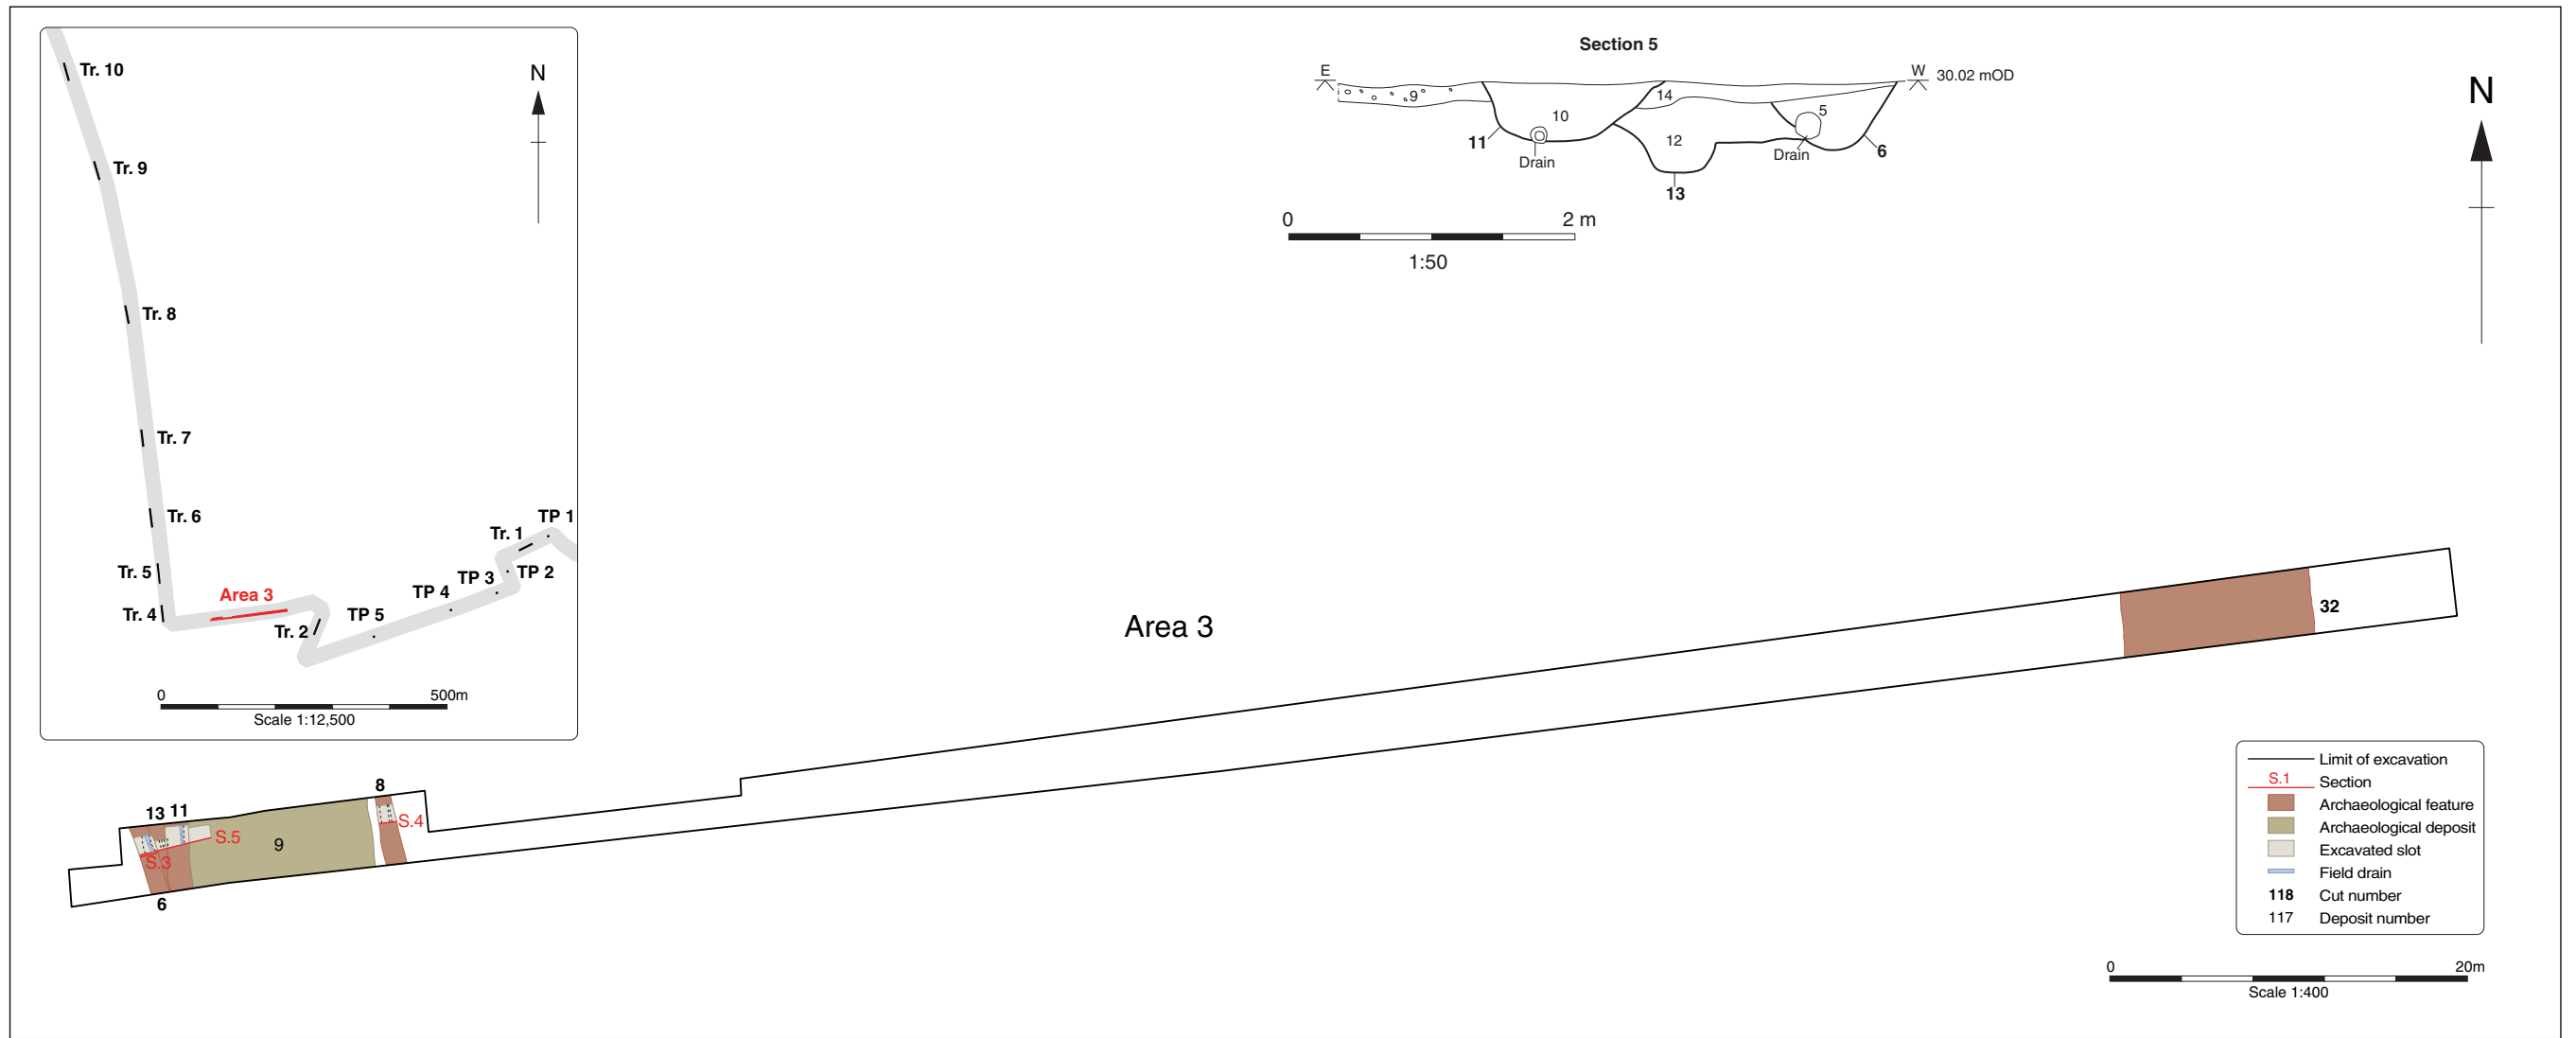 Tr. 10
N
Tr. 9
Tr. 8
Tr. 7
Tr. 6
TP 1
Tr. 1
Tr. 5
TP 3
TP 2
Area 3
TP 4
Tr. 4
TP 5
Tr. 2
0 500m
Scale 1:12,500
Section 5
E
W 30.02 mOD
9
14
10
5
12
11
Drain
Drain
6
13
0 2 m
1:50
N
Area 3
32
8
13 11
S.5
S.4
9
S.3
6
Limit of excavation
S.1 Section
Archaeological feature
Archaeological deposit
Excavated slot
Field drain
118 Cut number
117 Deposit number
0 20m
Scale 1:400